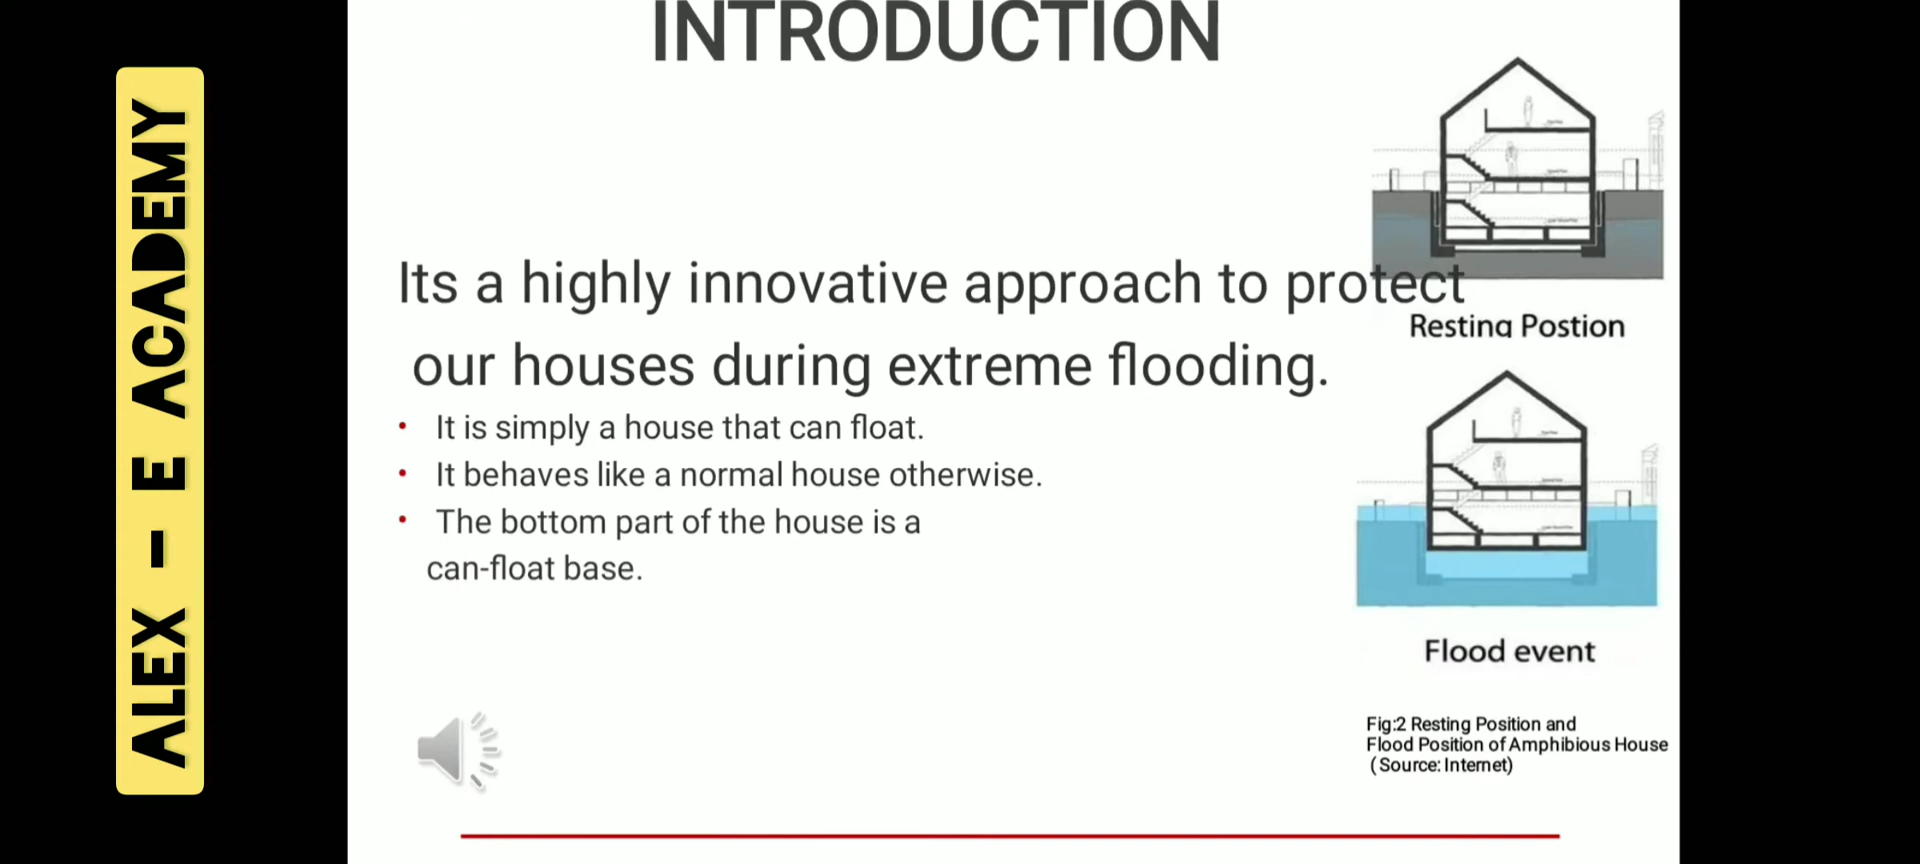 ALEX - E ACADEMY
INTRODUCTION
Its a highly innovative approach to protect
our houses during extreme flooding.
• It is simply a house that can float.
• It behaves like a normal house otherwise.
• The bottom part of the house is a
can-float base.
Resting Postion
Flood event
Fig:2 Resting Position and
Flood Position of Amphibious House
( Source: Internet)